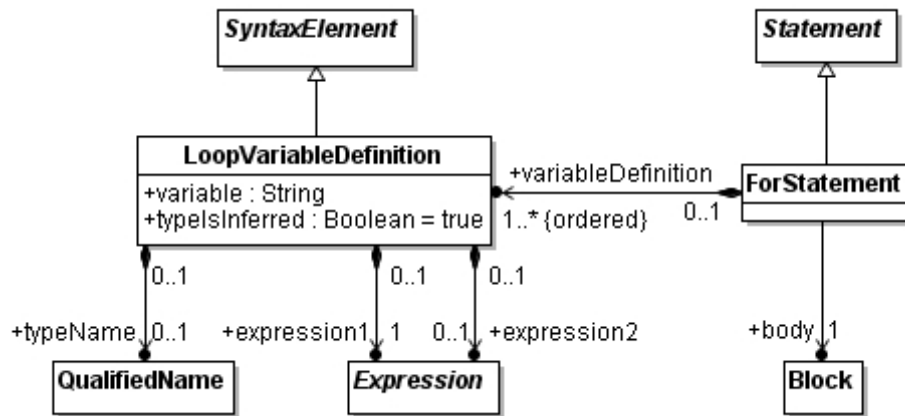 SyntaxElement
Statement
LoopVariableDefinition
+variable : String
+typeIsInferred : Boolean = true
+variableDefinition
1..* {ordered}
0..1
ForStatement
0..1
0..1
0..1
+typeName
0..1
+expression1
1
0..1
+expression2
+body
1
QualifiedName
Expression
Block